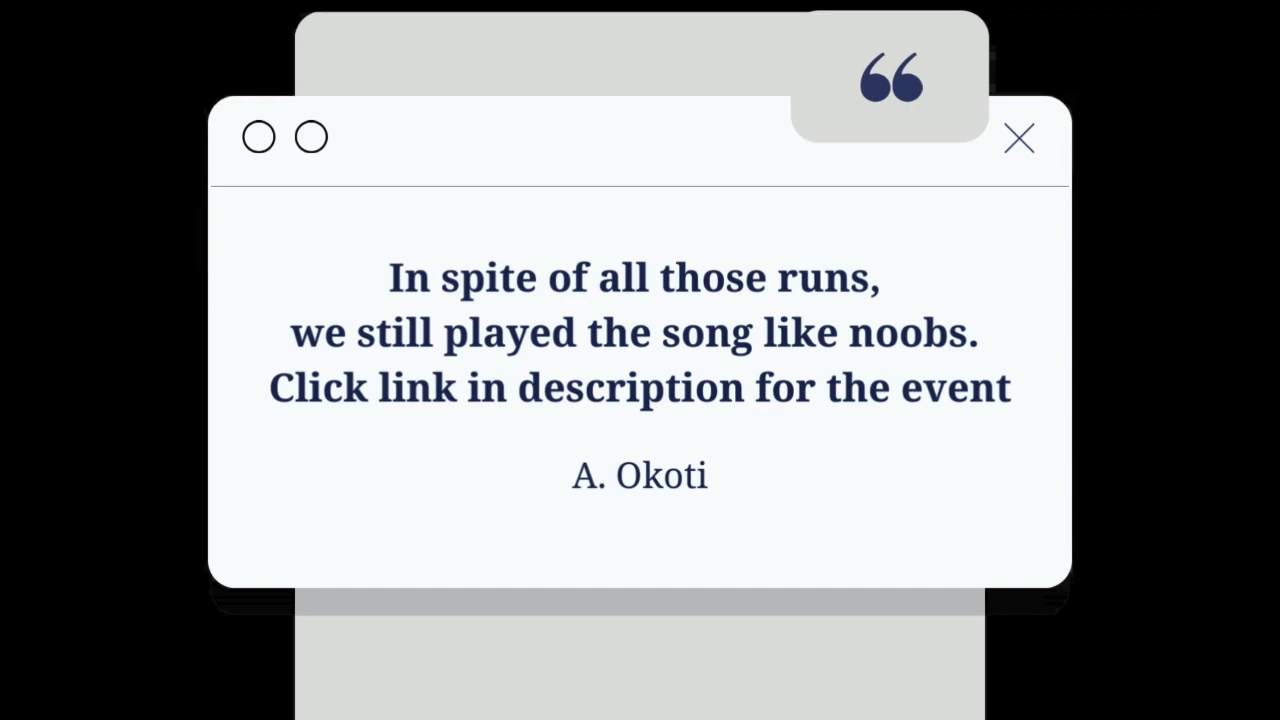 “
In spite of all those runs,
we still played the song like noobs.
Click link in description for the event
A. Okoti